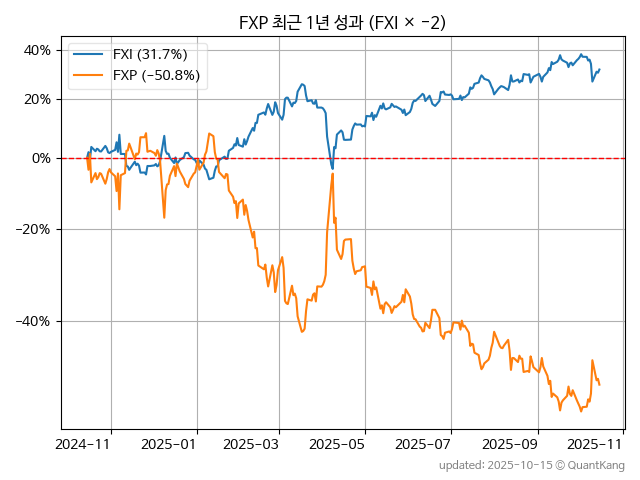 FXP 최근 1년 성과 (FXI × −2)
FXI (31.7%)
FXP (−50.8%)
40%
20%
0%
−20%
−40%
2024-11 2025-01 2025-03 2025-05 2025-07 2025-09 2025-11
updated: 2025-10-15 © QuantKang